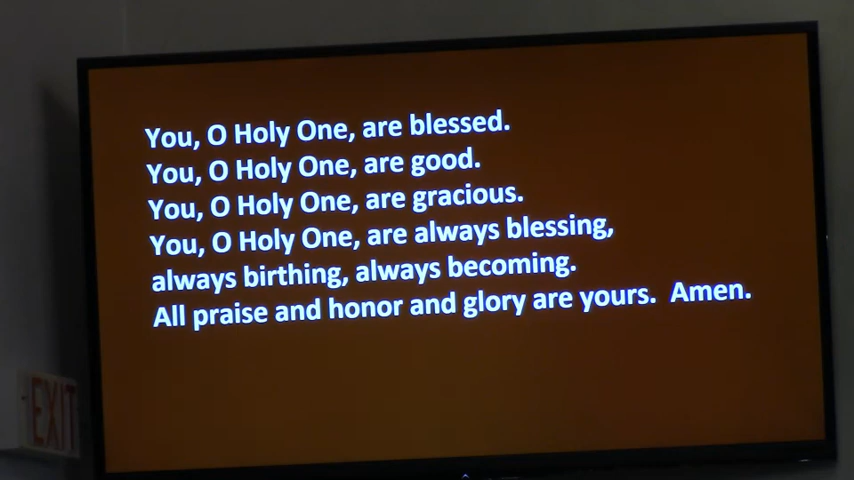 You, O Holy One, are blessed.
You, O Holy One, are good.
You, O Holy One, are gracious.
You, O Holy One, are always blessing,
always birthing, always becoming.
All praise and honor and glory are yours.  Amen.
EXIT